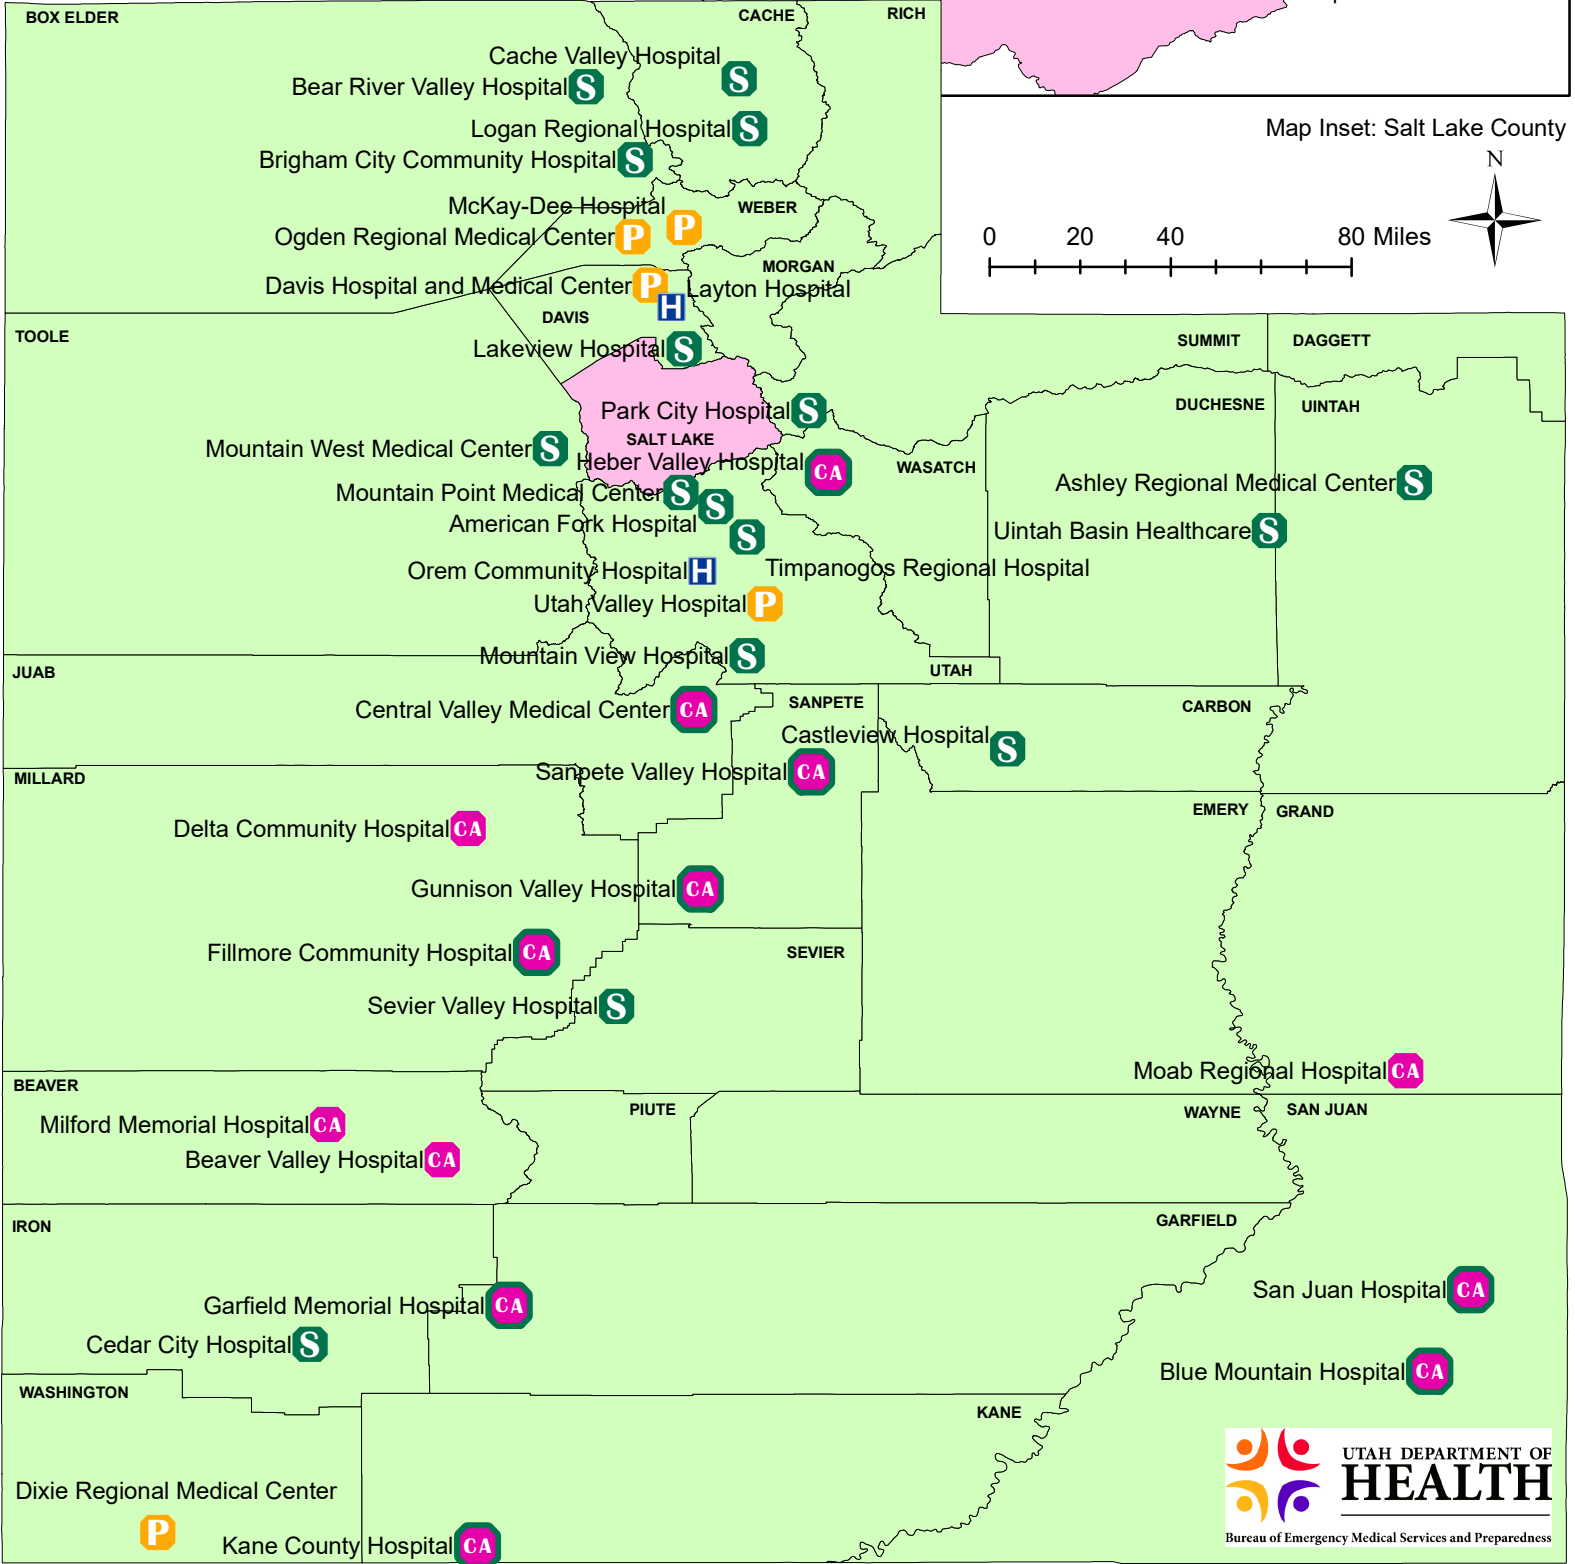 BOX ELDER
CACHE
RICH
Cache Valley Hospital
S
Bear River Valley Hospital
S
Logan Regional Hospital
S
Map Inset: Salt Lake County
Brigham City Community Hospital
S
N
McKay-Dee Hospital
P
WEBER
Ogden Regional Medical Center
P
0 20 40 80 Miles
MORGAN
Davis Hospital and Medical Center
P
Layton Hospital
H
DAVIS
TOOLE
SUMMIT
DAGGETT
Lakeview Hospital
S
DUCHESNE
UINTAH
Park City Hospital
S
SALT LAKE
Mountain West Medical Center
S
Heber Valley Hospital
CA
WASATCH
Ashley Regional Medical Center
S
Mountain Point Medical Center
S
S
American Fork Hospital
Uintah Basin Healthcare
S
S
Timpanogos Regional Hospital
Orem Community Hospital
H
Utah Valley Hospital
P
Mountain View Hospital
S
JUAB
UTAH
Central Valley Medical Center
CA
SANPETE
CARBON
Castleview Hospital
S
Sanpete Valley Hospital
CA
MILLARD
EMERY
GRAND
Delta Community Hospital
CA
Gunnison Valley Hospital
CA
Fillmore Community Hospital
CA
SEVIER
Sevier Valley Hospital
S
Moab Regional Hospital
CA
BEAVER
PIUTE
WAYNE
SAN JUAN
Milford Memorial Hospital
CA
Beaver Valley Hospital
CA
IRON
GARFIELD
San Juan Hospital
CA
Garfield Memorial Hospital
CA
Cedar City Hospital
S
Blue Mountain Hospital
CA
WASHINGTON
KANE
UTAH DEPARTMENT OF
HEALTH
Bureau of Emergency Medical Services and Preparedness
Dixie Regional Medical Center
P
Kane County Hospital
CA